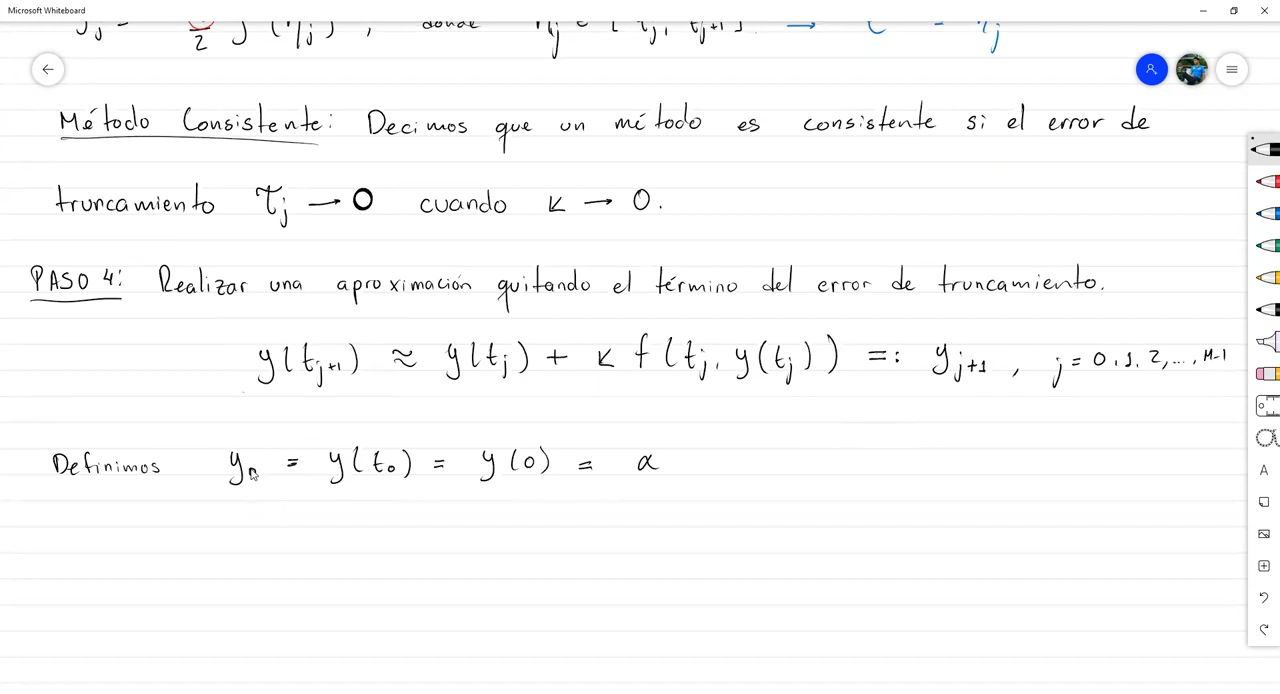 Microsoft Whiteboard
2 , donde
Método Consistente: Decimos que un método es consistente si el error de
truncamiento τj → 0 cuando k → 0.
PASO 4: Realizar una aproximación quitando el término del error de truncamiento.
y(tj+1) ≈ y(tj) + k f(tj, y(tj)) =: yj+1 , j = 0, 1, 2, ..., M-1
Definimos y0 = y(t0) = y(0) = α
A